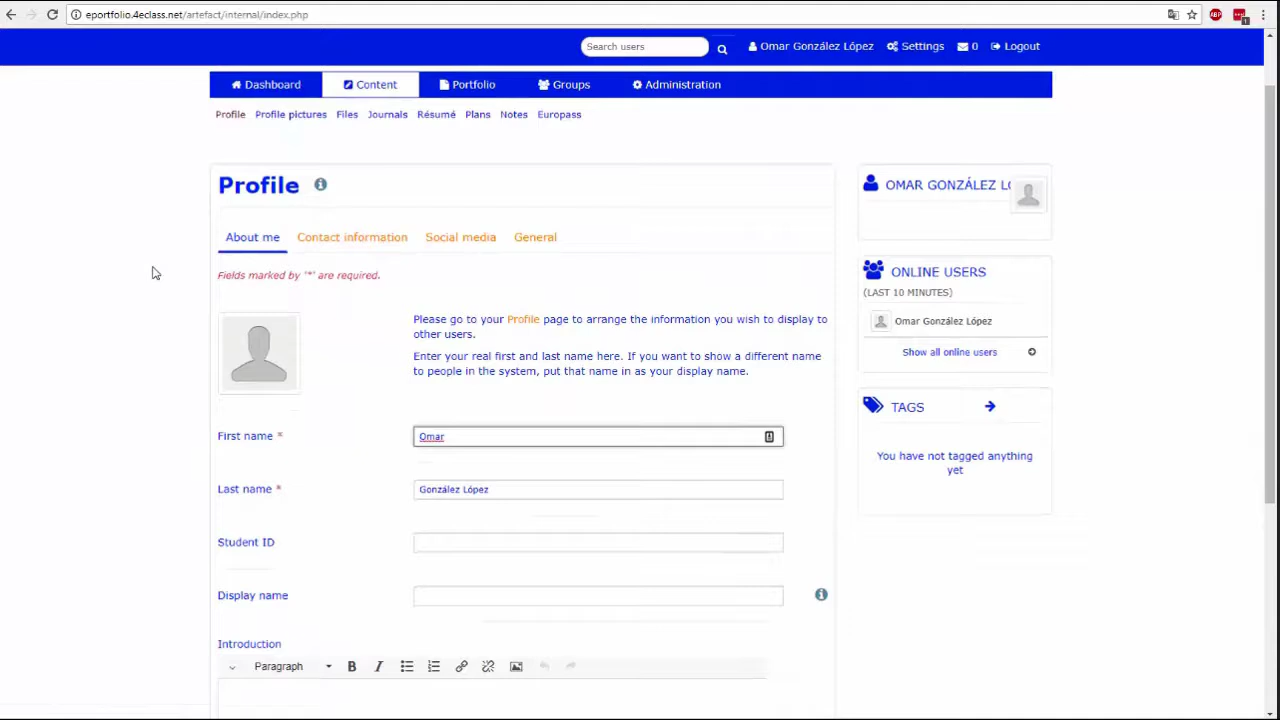 eportfolio.4eclass.net/artefact/internal/index.php
ABP
Search users
Omar González López
Settings
0
Logout
Dashboard
Content
Portfolio
Groups
Administration
Profile
Profile pictures
Files
Journals
Résumé
Plans
Notes
Europass
Profile
About me
Contact information
Social media
General
Fields marked by '*' are required.
Please go to your Profile page to arrange the information you wish to display to
other users.
Enter your real first and last name here. If you want to show a different name
to people in the system, put that name in as your display name.
First name *
Omar
Last name *
González López
Student ID
Display name
Introduction
Paragraph
B
I
OMAR GONZÁLEZ
ONLINE USERS
(LAST 10 MINUTES)
Omar González López
Show all online users
TAGS
You have not tagged anything
yet